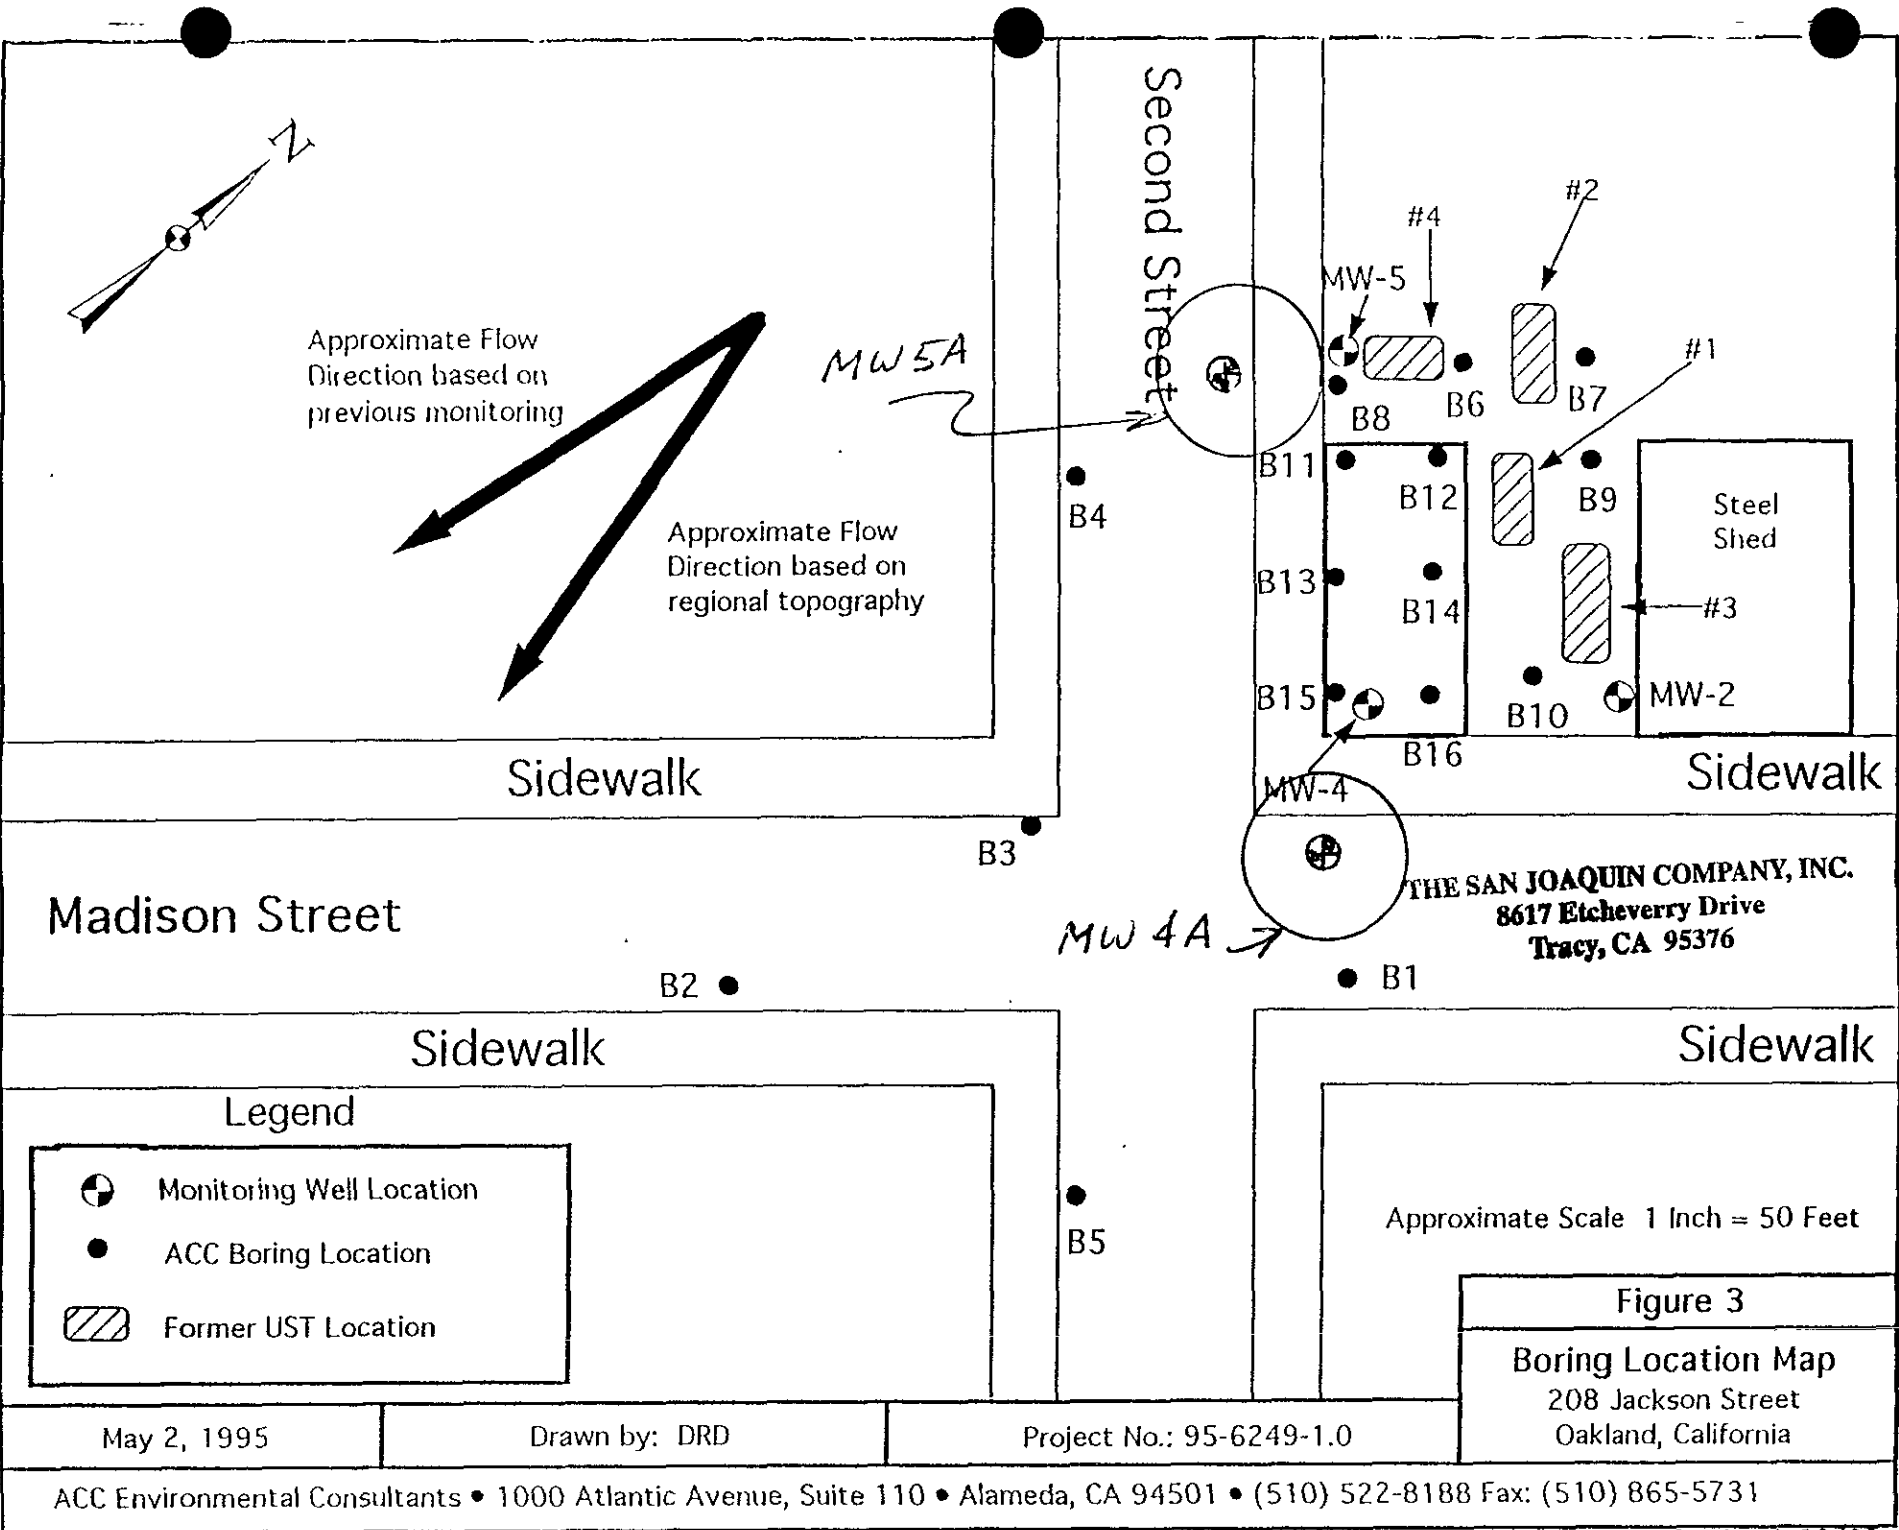 N
Second Street
#2
#4
MW-5
#1
Approximate Flow
Direction based on
previous monitoring
MW5A
B8
B6
B7
B11
B12
B9
B4
Steel
Shed
Approximate Flow
Direction based on
regional topography
B13
B14
#3
B15
B10
MW-2
B16
Sidewalk
Sidewalk
MW-4
B3
Madison Street
THE SAN JOAQUIN COMPANY, INC.
8617 Etcheverry Drive
Tracy, CA 95376
MW4A
B2
B1
Sidewalk
Sidewalk
Legend
Monitoring Well Location
ACC Boring Location
Former UST Location
B5
Approximate Scale 1 Inch = 50 Feet
Figure 3
Boring Location Map
208 Jackson Street
Oakland, California
May 2, 1995
Drawn by: DRD
Project No.: 95-6249-1.0
ACC Environmental Consultants • 1000 Atlantic Avenue, Suite 110 • Alameda, CA 94501 • (510) 522-8188 Fax: (510) 865-5731